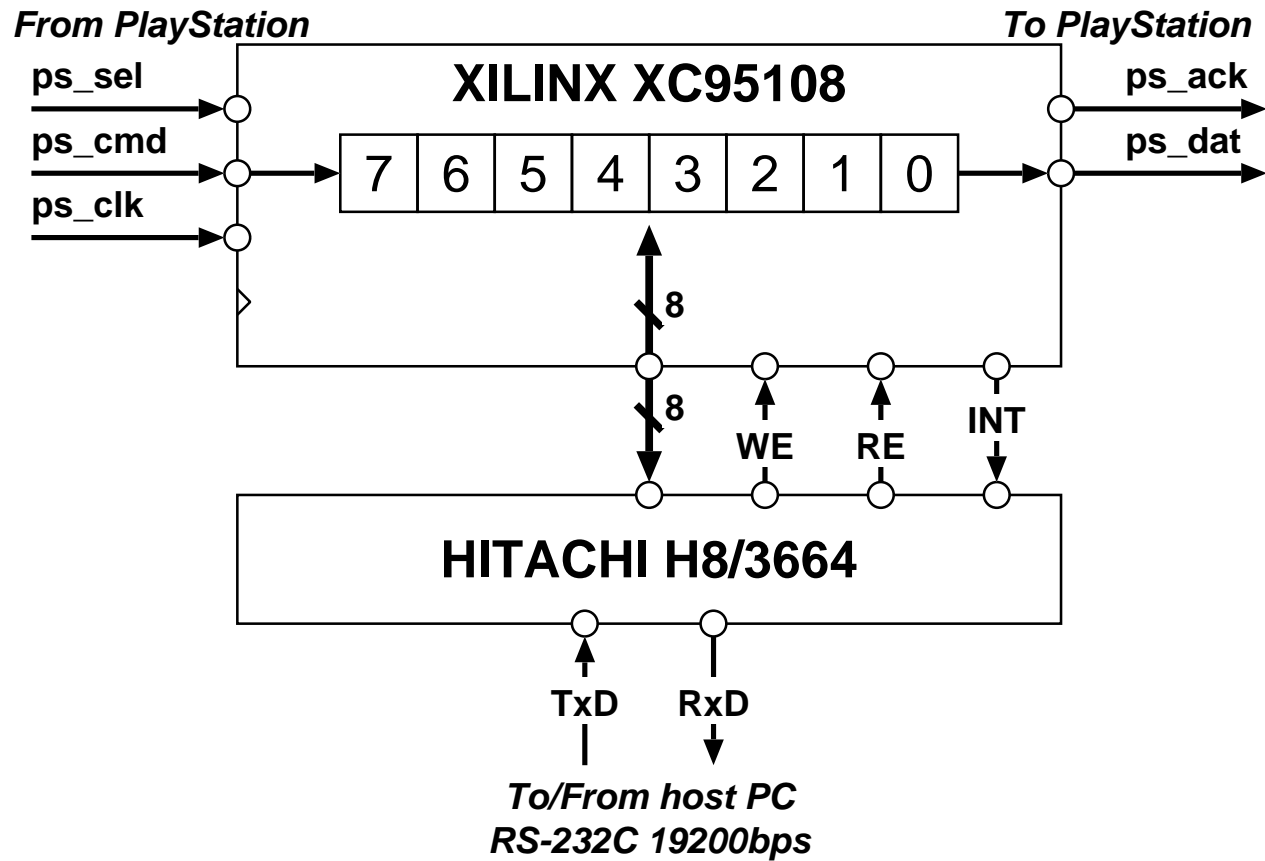 From PlayStation
To PlayStation
ps_sel
XILINX XC95108
ps_ack
ps_cmd
7 6 5 4 3 2 1 0
ps_dat
ps_clk
8
8
WE
RE
INT
HITACHI H8/3664
TxD
RxD
To/From host PC
RS-232C 19200bps